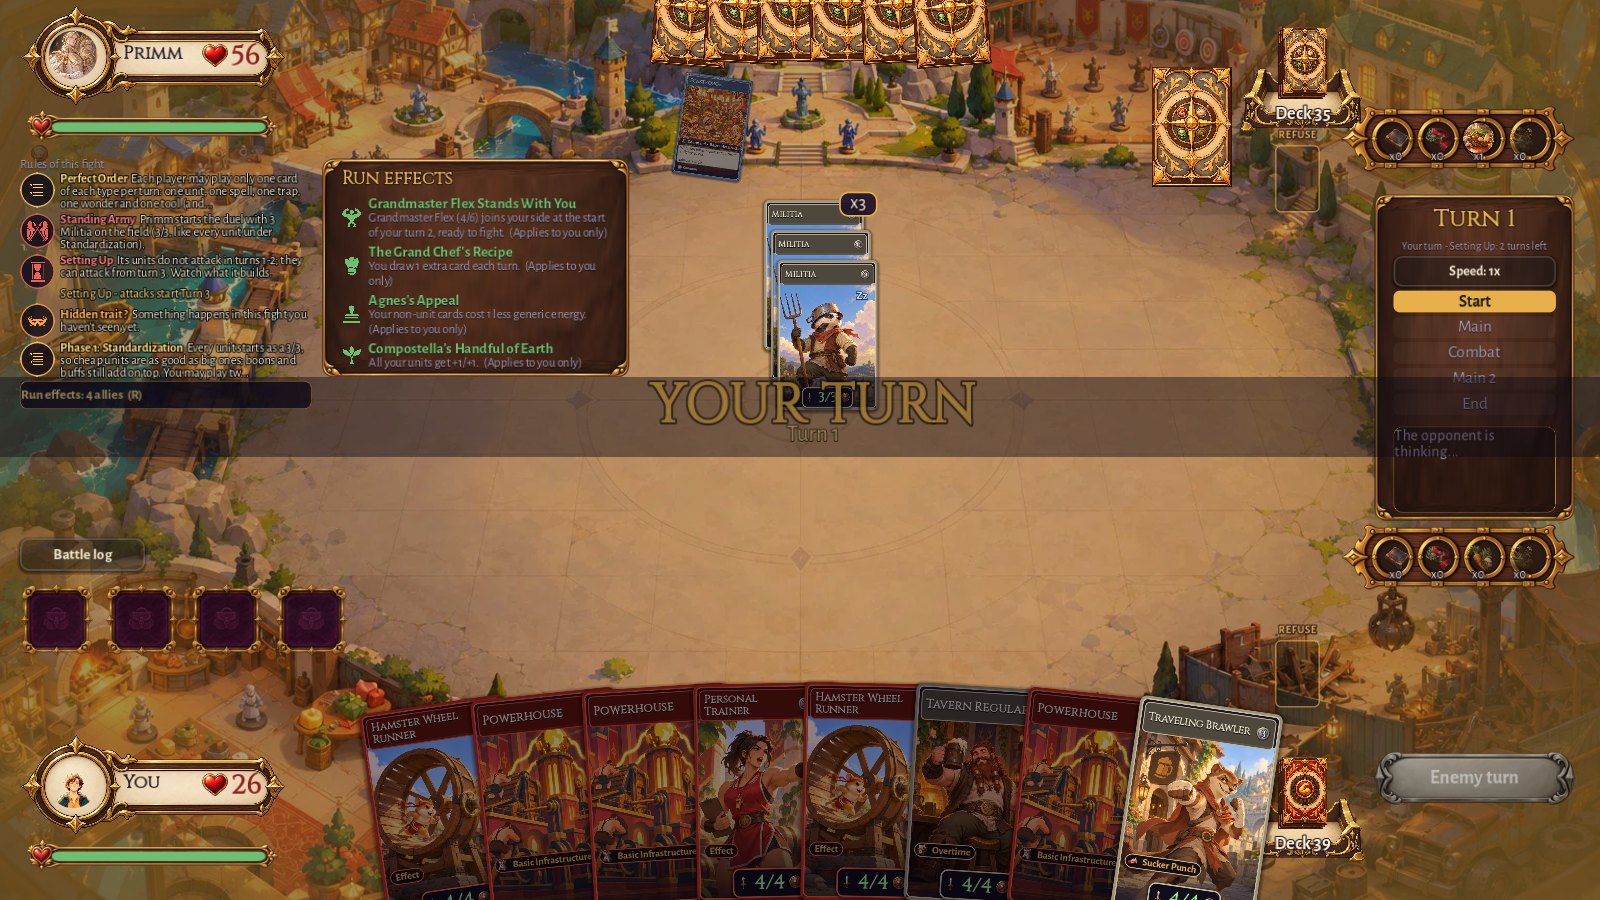 Primm
56
Rules of this fight
Perfect Order Each player may play only one card
of each type per turn: one unit, one spell, one trap,
one wonder and one tool (and...
Standing Army Primm starts the duel with 3
Militia on the field (3/3, like every unit under
Standardization).
Setting Up Its units do not attack in turns 1-2; they
can attack from turn 3. Watch what it builds.
Setting Up - attacks start Turn 3
Hidden trait? Something happens in this fight you
haven't seen yet.
Phase 1: Standardization Every unit starts as a 3/3,
so cheap units are as good as big ones; boons and
buffs still add on top. You may play tw...
Run effects: 4 allies (R)
Run Effects
Grandmaster Flex Stands With You
Grandmaster Flex (4/6) joins your side at the start
of your turn 2, ready to fight. (Applies to you only)
The Grand Chef's Recipe
You draw 1 extra card each turn. (Applies to you
only)
Agnes's Appeal
Your non-unit cards cost 1 less generic energy.
(Applies to you only)
Compostella's Handful of Earth
All your units get +1/+1. (Applies to you only)
X3
Militia
Militia
Militia
Zz
3/3
Your Turn
Turn 1
Deck 35
REFUSE
x0
x0
x1
x0
Turn 1
Your turn - Setting Up: 2 turns left
Speed: 1x
Start
Main
Combat
Main 2
End
The opponent is
thinking...
x0
x0
x0
x0
Battle log
REFUSE
You
26
Hamster Wheel
Runner
Effect
4/4
Powerhouse
Basic Infrastructure
Powerhouse
Basic Infrastructure
Personal
Trainer
Effect
4/4
Hamster Wheel
Runner
Effect
4/4
Tavern Regular
Overtime
4/4
Powerhouse
Basic Infrastructure
Traveling Brawler
3
Sucker Punch
4/4
Deck 39
Enemy turn